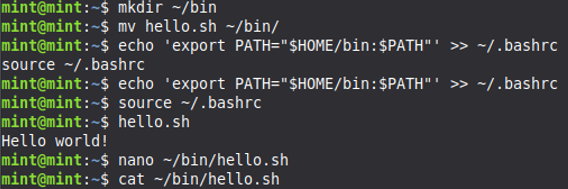 mint@mint:~$ mkdir ~/bin
mint@mint:~$ mv hello.sh ~/bin/
mint@mint:~$ echo 'export PATH="$HOME/bin:$PATH"' >> ~/.bashrc
source ~/.bashrc
mint@mint:~$ echo 'export PATH="$HOME/bin:$PATH"' >> ~/.bashrc
mint@mint:~$ source ~/.bashrc
mint@mint:~$ hello.sh
Hello world!
mint@mint:~$ nano ~/bin/hello.sh
mint@mint:~$ cat ~/bin/hello.sh